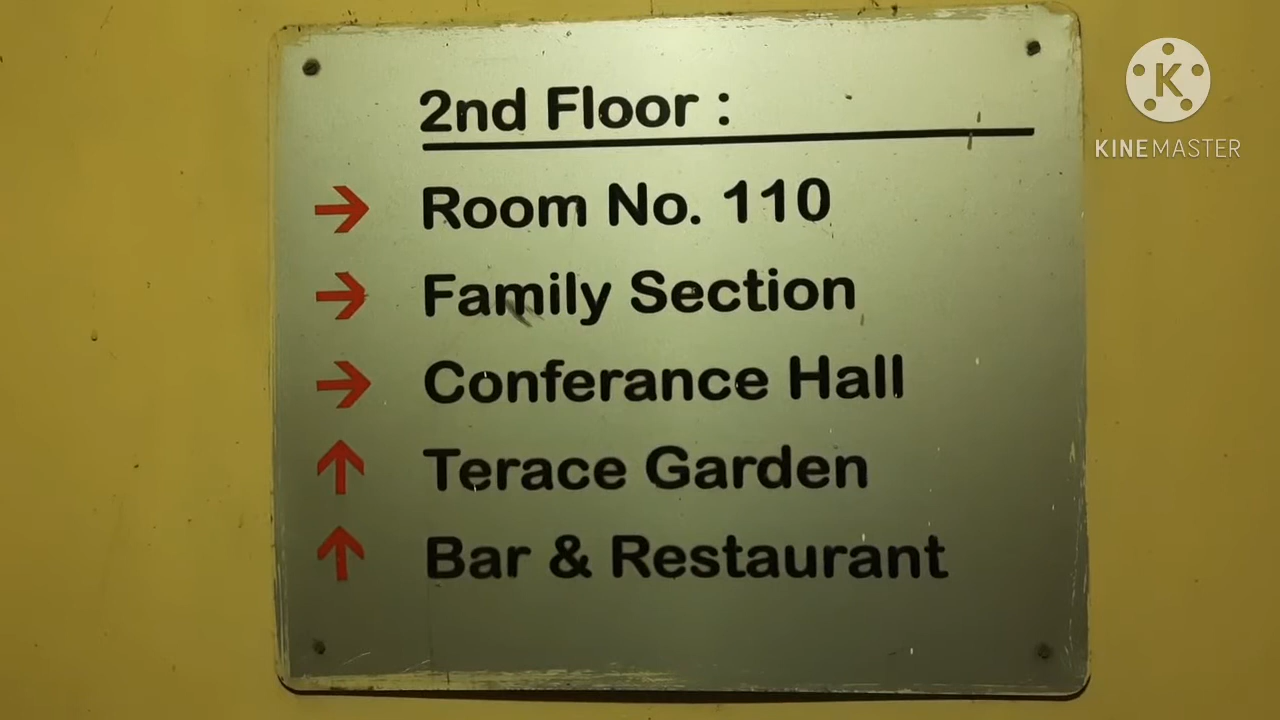 2nd Floor :
→ Room No. 110
→ Family Section
→ Conferance Hall
↑ Terace Garden
↑ Bar & Restaurant
K
KINEMASTER